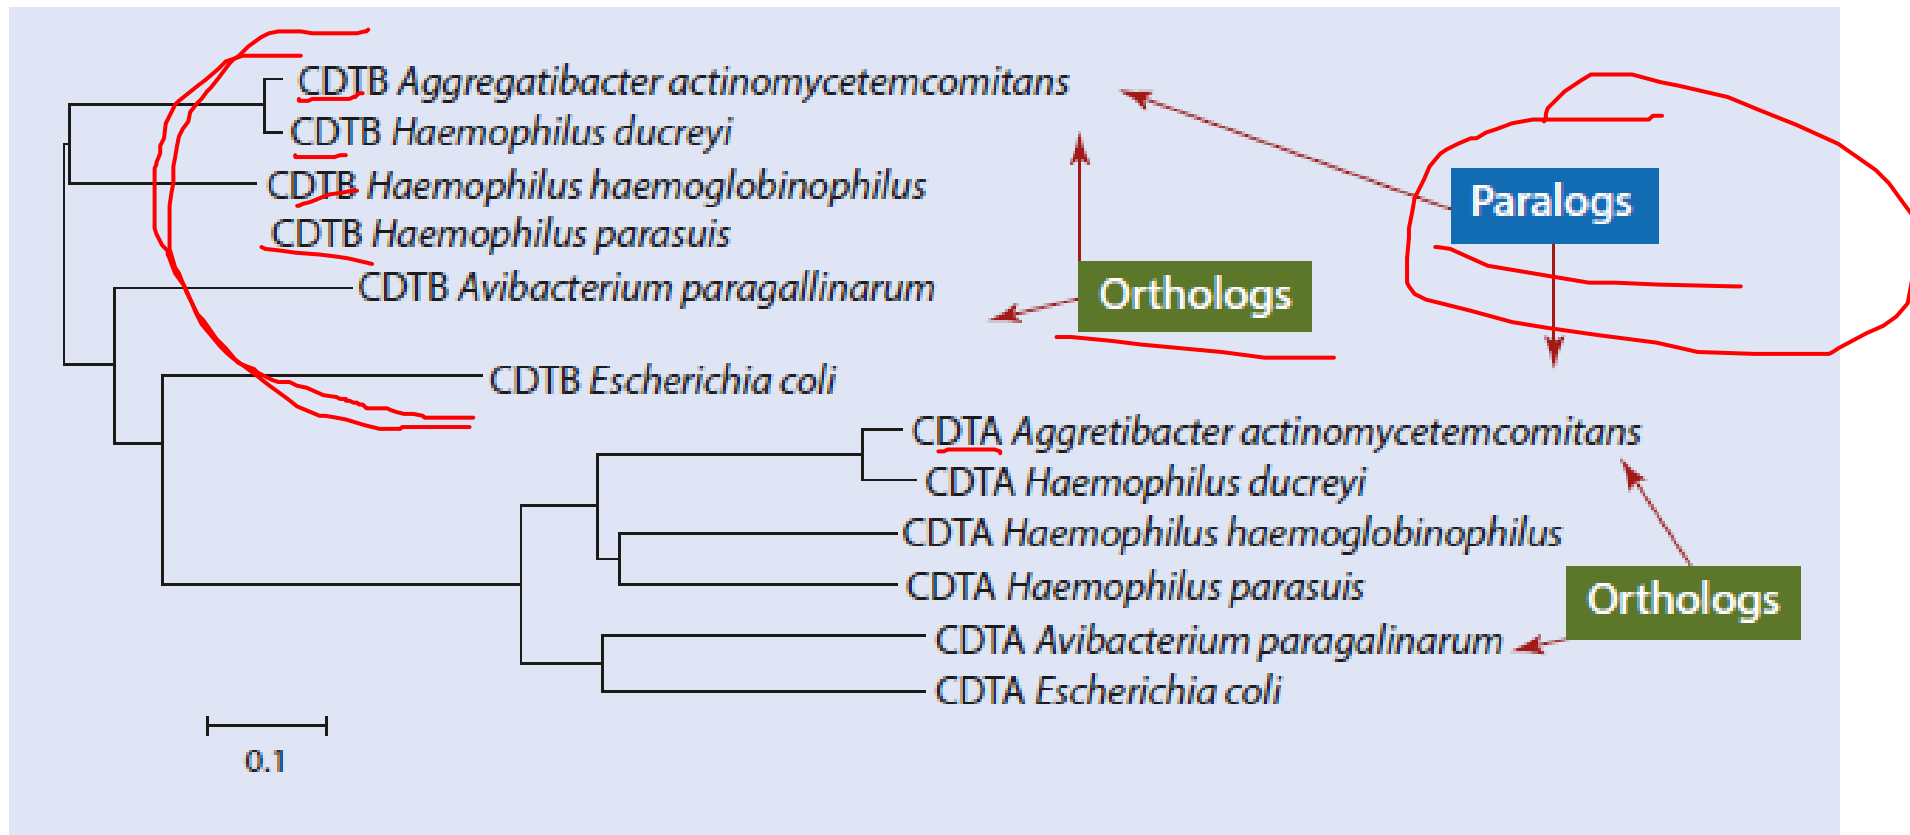 CDTB Aggregatibacter actinomycetemcomitans
CDTB Haemophilus ducreyi
CDTB Haemophilus haemoglobinophilus
Paralogs
CDTB Haemophilus parasuis
CDTB Avibacterium paragallinarum
Orthologs
CDTB Escherichia coli
CDTA Aggretibacter actinomycetemcomitans
CDTA Haemophilus ducreyi
CDTA Haemophilus haemoglobinophilus
CDTA Haemophilus parasuis
Orthologs
CDTA Avibacterium paragalinarum
CDTA Escherichia coli
0.1